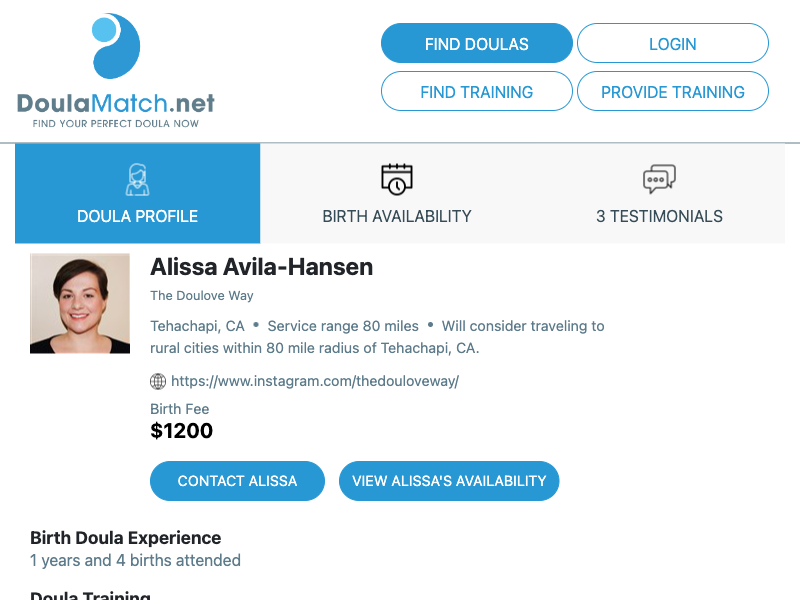 DoulaMatch.net
FIND YOUR PERFECT DOULA NOW
FIND DOULAS
LOGIN
FIND TRAINING
PROVIDE TRAINING
DOULA PROFILE
BIRTH AVAILABILITY
3 TESTIMONIALS
Alissa Avila-Hansen
The Doulove Way
Tehachapi, CA • Service range 80 miles • Will consider traveling to
rural cities within 80 mile radius of Tehachapi, CA.
https://www.instagram.com/thedouloveway/
Birth Fee
$1200
CONTACT ALISSA
VIEW ALISSA'S AVAILABILITY
Birth Doula Experience
1 years and 4 births attended
Doula Training